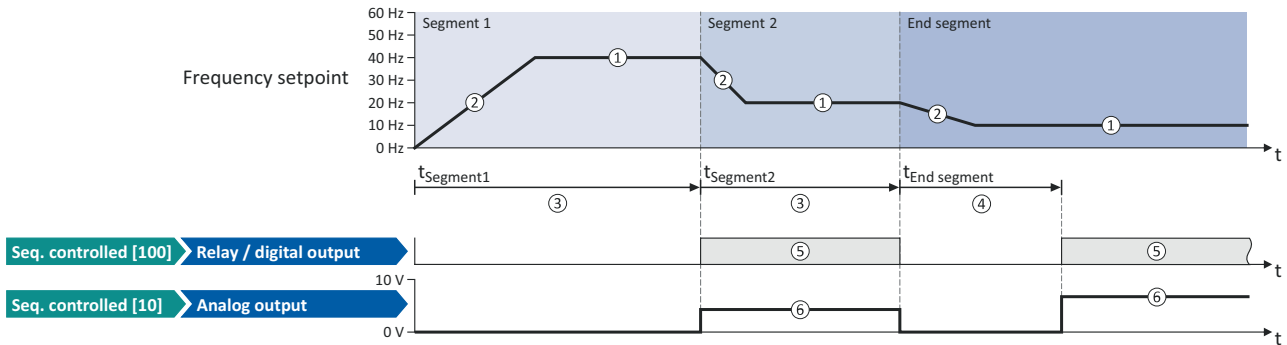 60 Hz
50 Hz
40 Hz
30 Hz
20 Hz
10 Hz
0 Hz
Frequency setpoint
Segment 1
Segment 2
End segment
①
②
②
①
②
①
t
tSegment1
tSegment2
tEnd segment
③
③
④
Seq. controlled [100]
Relay / digital output
⑤
⑤
t
10 V
Seq. controlled [10]
Analog output
⑥
⑥
0 V
t